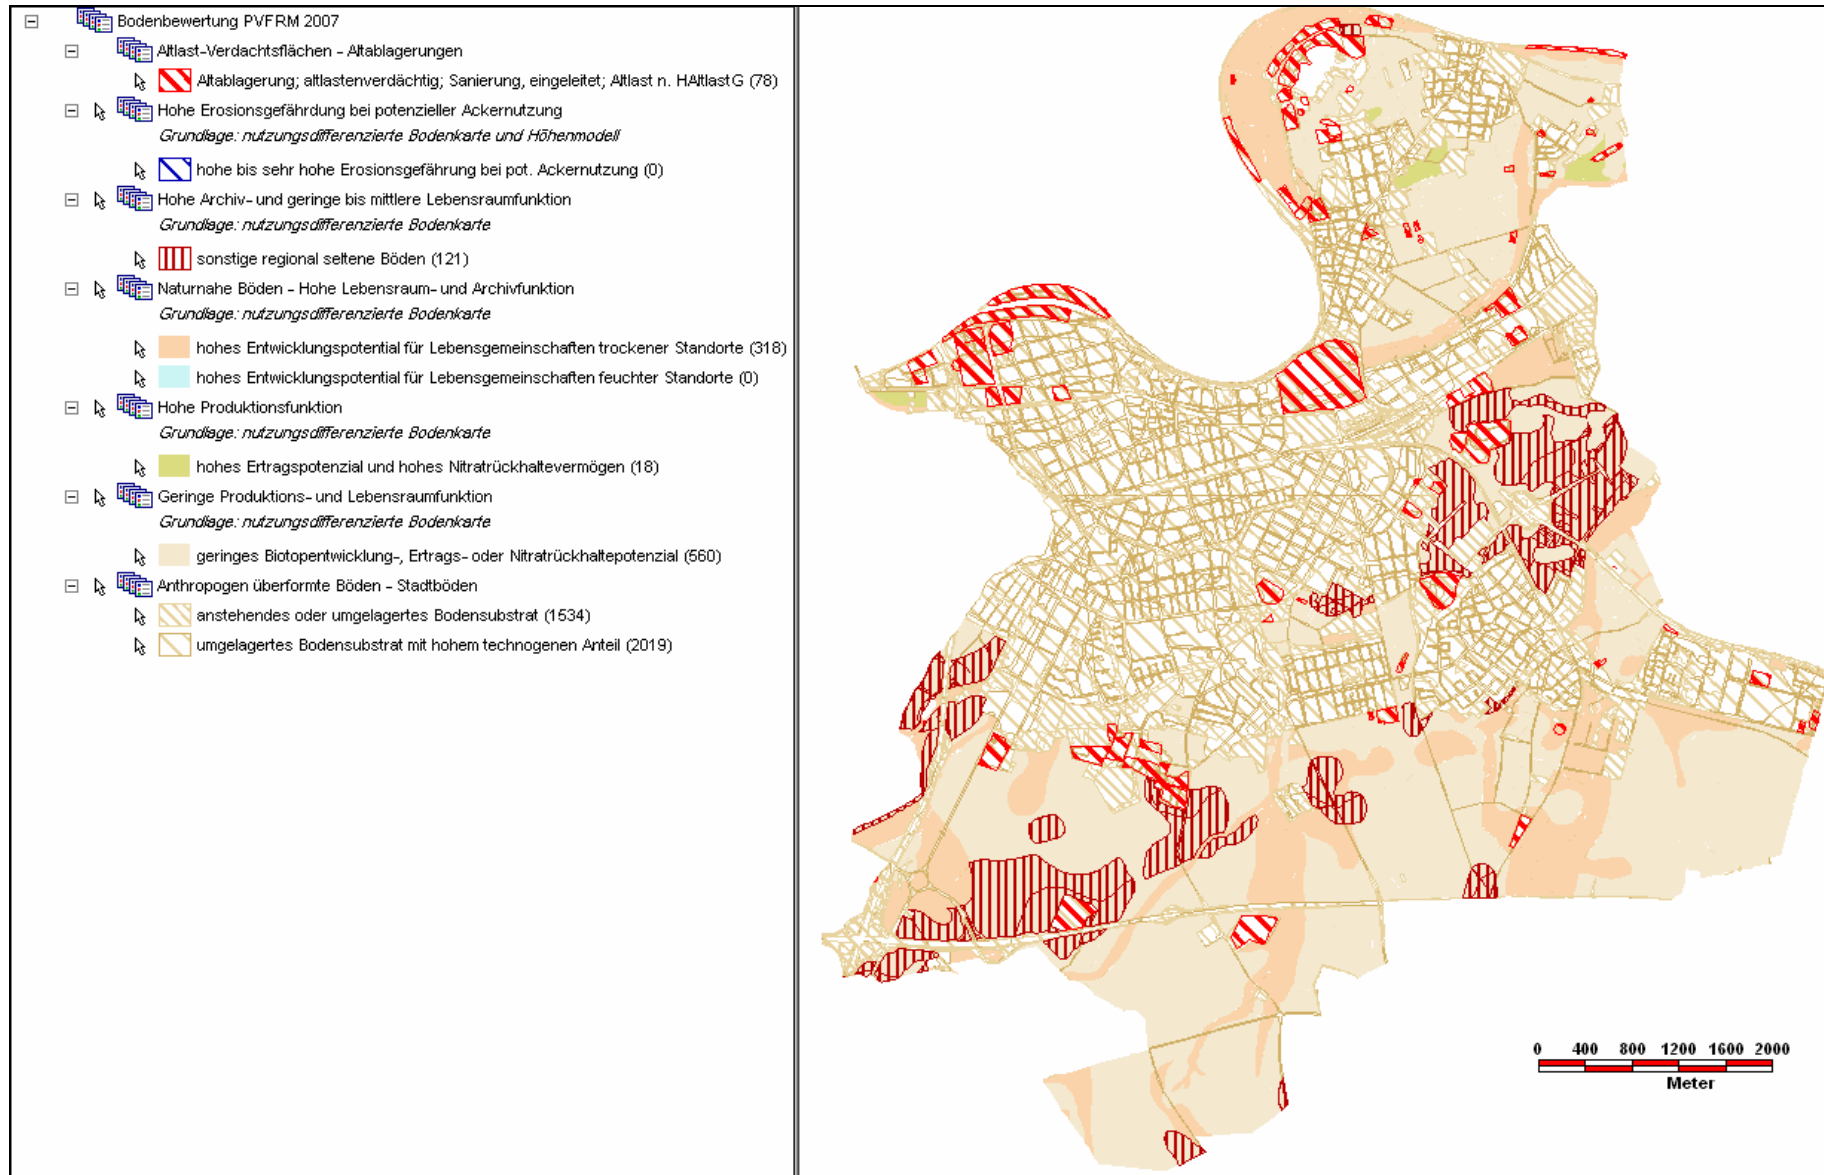 Bodenbewertung PVFRM 2007
Altlast-Verdachtsflächen - Altablagerungen
Altablagerung; altlastenverdächtig; Sanierung, eingeleitet; Altlast n. HAltlastG (78)
Hohe Erosionsgefährdung bei potenzieller Ackernutzung
Grundlage: nutzungsdifferenzierte Bodenkarte und Höhenmodell
hohe bis sehr hohe Erosionsgefährung bei pot. Ackernutzung (0)
Hohe Archiv- und geringe bis mittlere Lebensraumfunktion
Grundlage: nutzungsdifferenzierte Bodenkarte
sonstige regional seltene Böden (121)
Naturnahe Böden - Hohe Lebensraum- und Archivfunktion
Grundlage: nutzungsdifferenzierte Bodenkarte
hohes Entwicklungspotential für Lebensgemeinschaften trockener Standorte (318)
hohes Entwicklungspotential für Lebensgemeinschaften feuchter Standorte (0)
Hohe Produktionsfunktion
Grundlage: nutzungsdifferenzierte Bodenkarte
hohes Ertragspotenzial und hohes Nitratrückhaltevermögen (18)
Geringe Produktions- und Lebensraumfunktion
Grundlage: nutzungsdifferenzierte Bodenkarte
geringes Biotopentwicklung-, Ertrags- oder Nitratrückhaltepotenzial (560)
Anthropogen überformte Böden - Stadtböden
anstehendes oder umgelagertes Bodensubstrat (1534)
umgelagertes Bodensubstrat mit hohem technogenen Anteil (2019)
0 400 800 1200 1600 2000
Meter